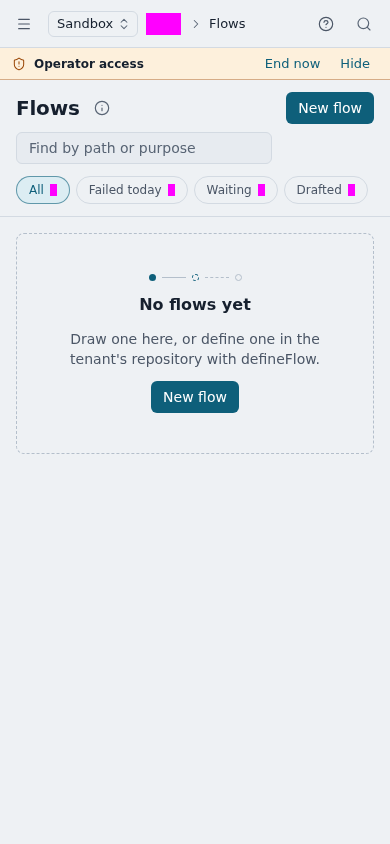 Sandbox
Flows
Operator access
End now
Hide
Flows
New flow
Find by path or purpose
All
Failed today
Waiting
Drafted
No flows yet
Draw one here, or define one in the
tenant's repository with defineFlow.
New flow